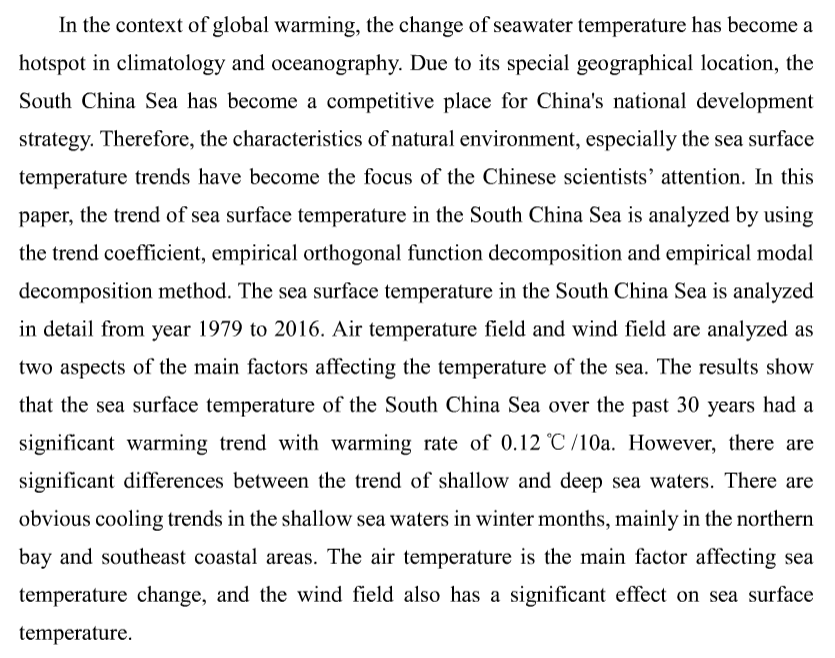 In the context of global warming, the change of seawater temperature has become a
hotspot in climatology and oceanography. Due to its special geographical location, the
South China Sea has become a competitive place for China's national development
strategy. Therefore, the characteristics of natural environment, especially the sea surface
temperature trends have become the focus of the Chinese scientists’ attention. In this
paper, the trend of sea surface temperature in the South China Sea is analyzed by using
the trend coefficient, empirical orthogonal function decomposition and empirical modal
decomposition method. The sea surface temperature in the South China Sea is analyzed
in detail from year 1979 to 2016. Air temperature field and wind field are analyzed as
two aspects of the main factors affecting the temperature of the sea. The results show
that the sea surface temperature of the South China Sea over the past 30 years had a
significant warming trend with warming rate of 0.12 ℃ /10a. However, there are
significant differences between the trend of shallow and deep sea waters. There are
obvious cooling trends in the shallow sea waters in winter months, mainly in the northern
bay and southeast coastal areas. The air temperature is the main factor affecting sea
temperature change, and the wind field also has a significant effect on sea surface
temperature.